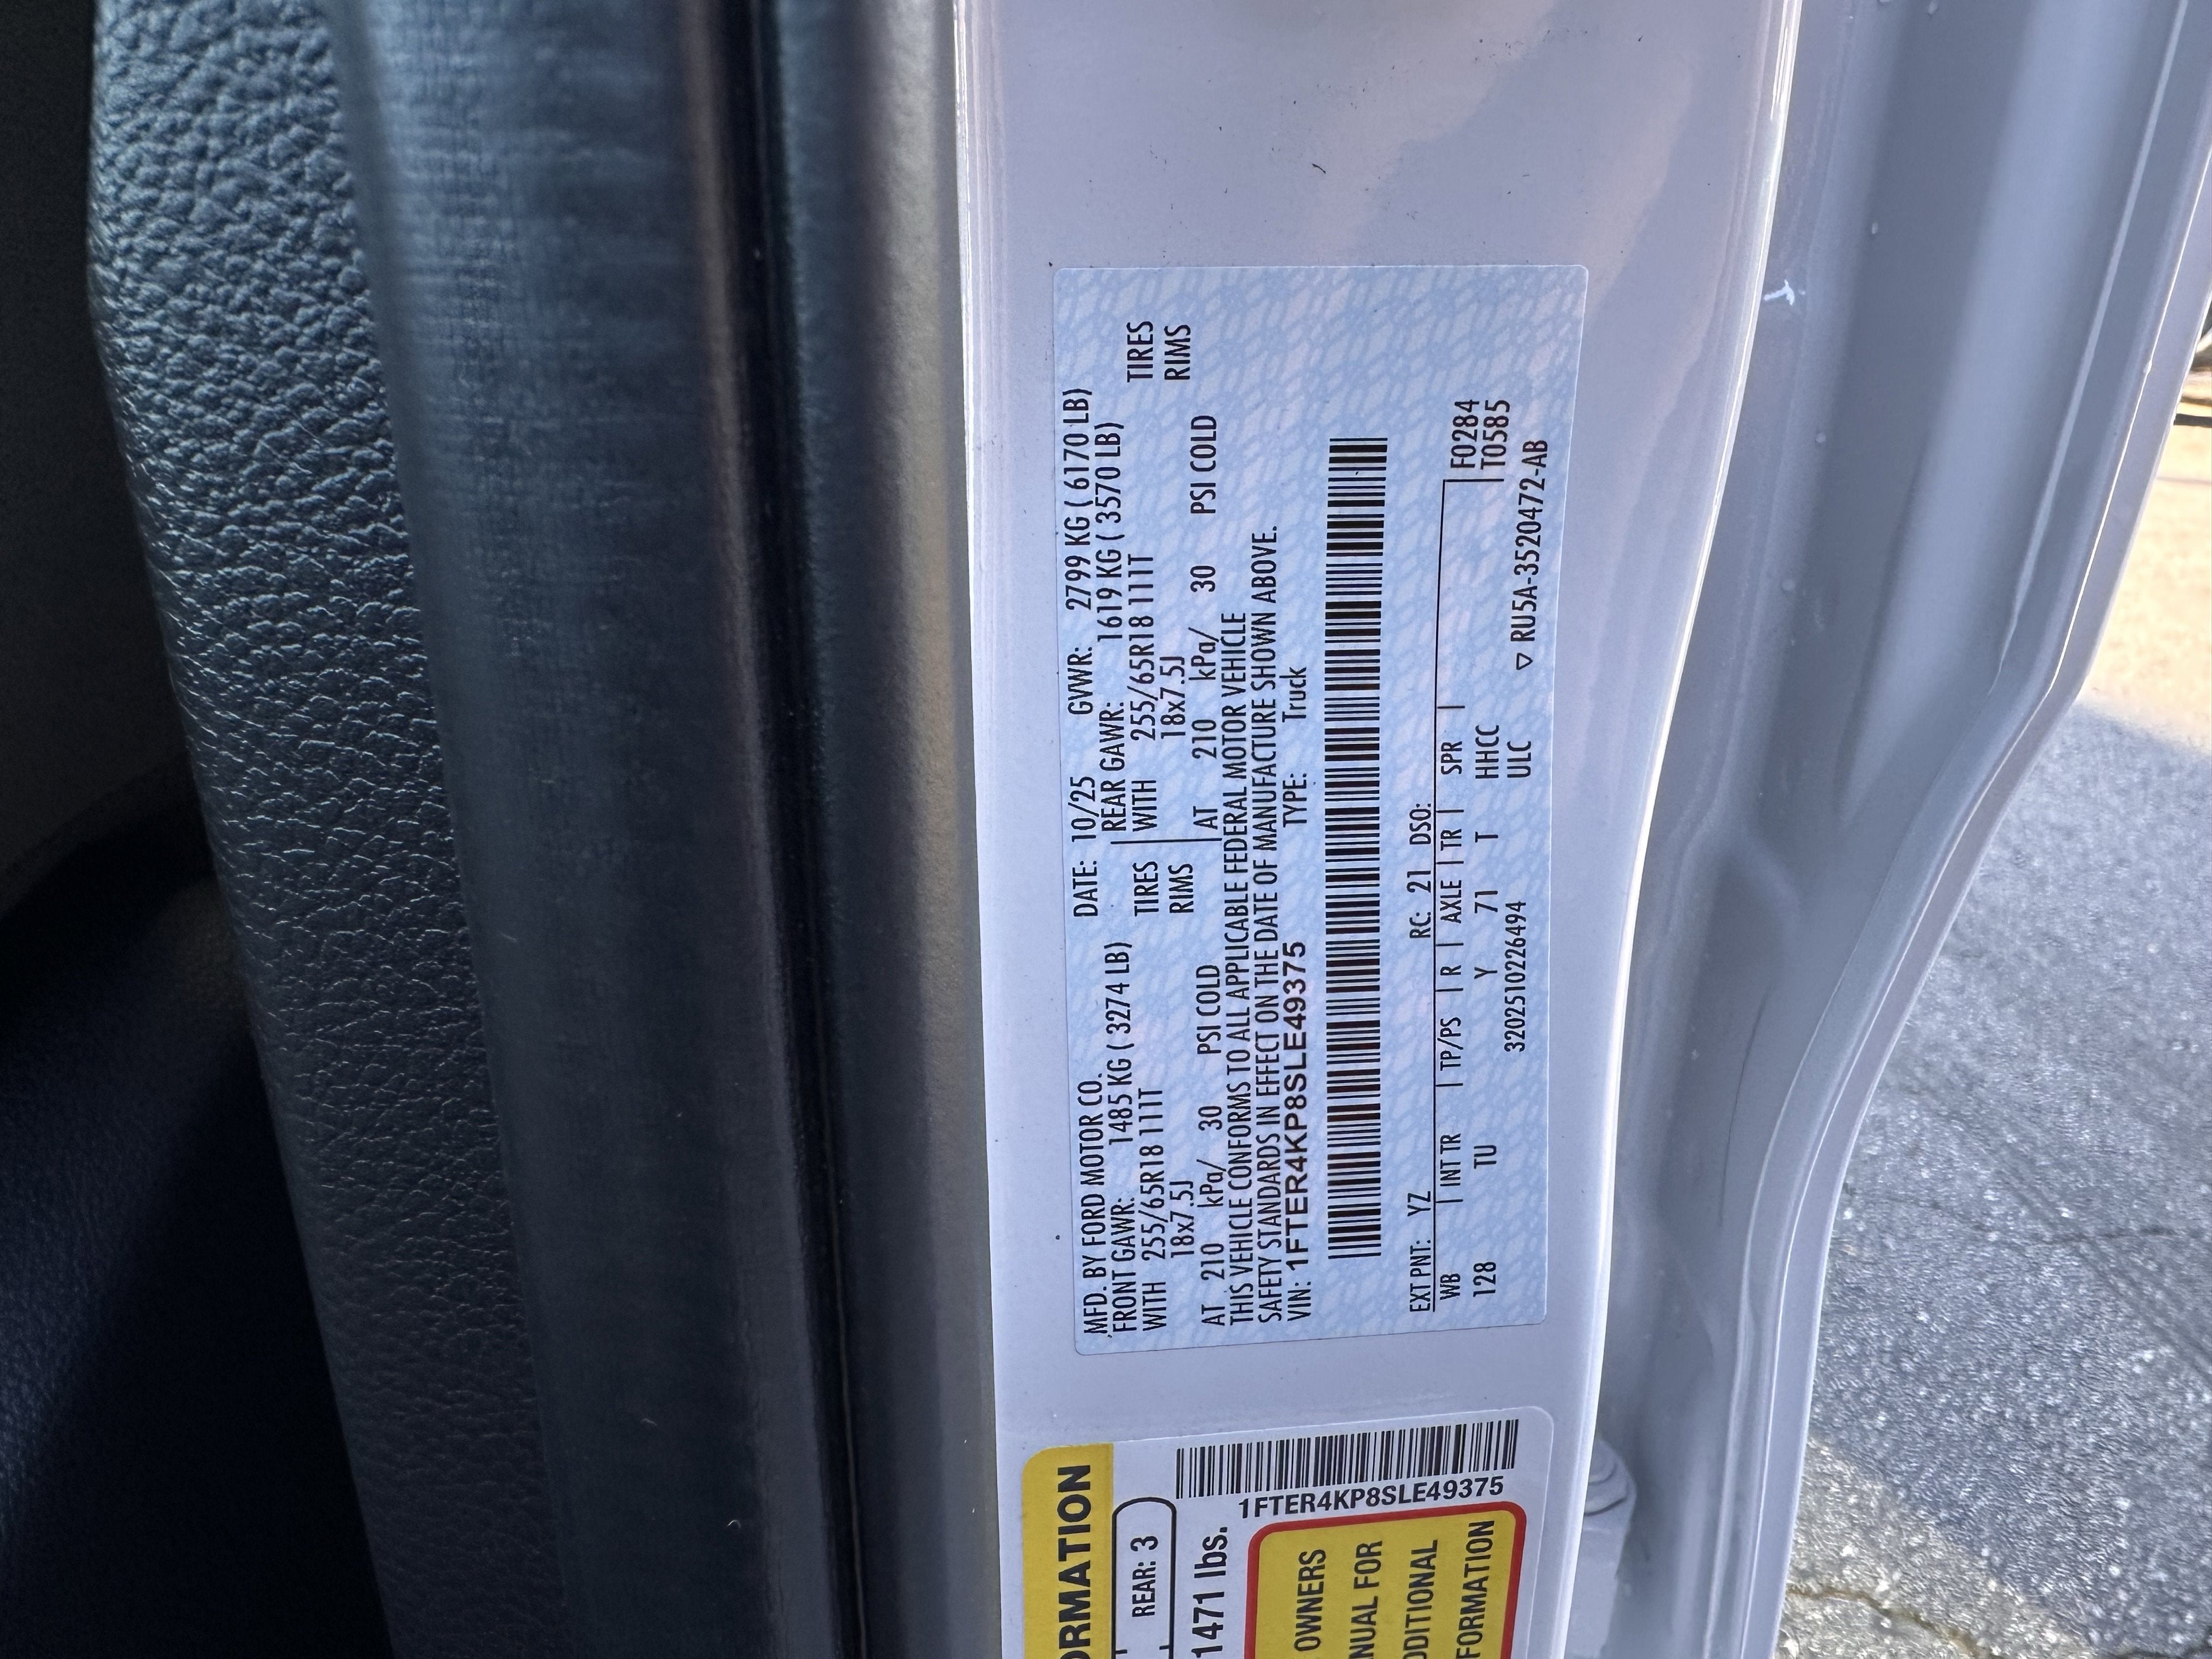 MFD. BY FORD MOTOR CO. DATE: 10/25 GVWR: 2799 KG ( 6170 LB)
FRONT GAWR: 1485 KG ( 3274 LB) REAR GAWR: 1619 KG ( 3570 LB)
WITH 255/65R18 111T TIRES WITH 255/65R18 111T TIRES
18x7.5J RIMS 18x7.5J RIMS
AT 210 kPa/ 30 PSI COLD AT 210 kPa/ 30 PSI COLD
THIS VEHICLE CONFORMS TO ALL APPLICABLE FEDERAL MOTOR VEHICLE
SAFETY STANDARDS IN EFFECT ON THE DATE OF MANUFACTURE SHOWN ABOVE.
VIN: 1FTER4KP8SLE49375 TYPE: Truck
EXT PNT: YZ RC: 21 DSO:
WB | INT TR | TP/PS | R | AXLE | TR | SPR | F0284
128 TU Y 71 T HHCC T0585
3202510226494 ULC ▽ RU5A-3520472-AB
ORMATION
REAR: 3
1471 lbs.
1FTER4KP8SLE49375
OWNERS
NUAL FOR
DDITIONAL
FORMATION